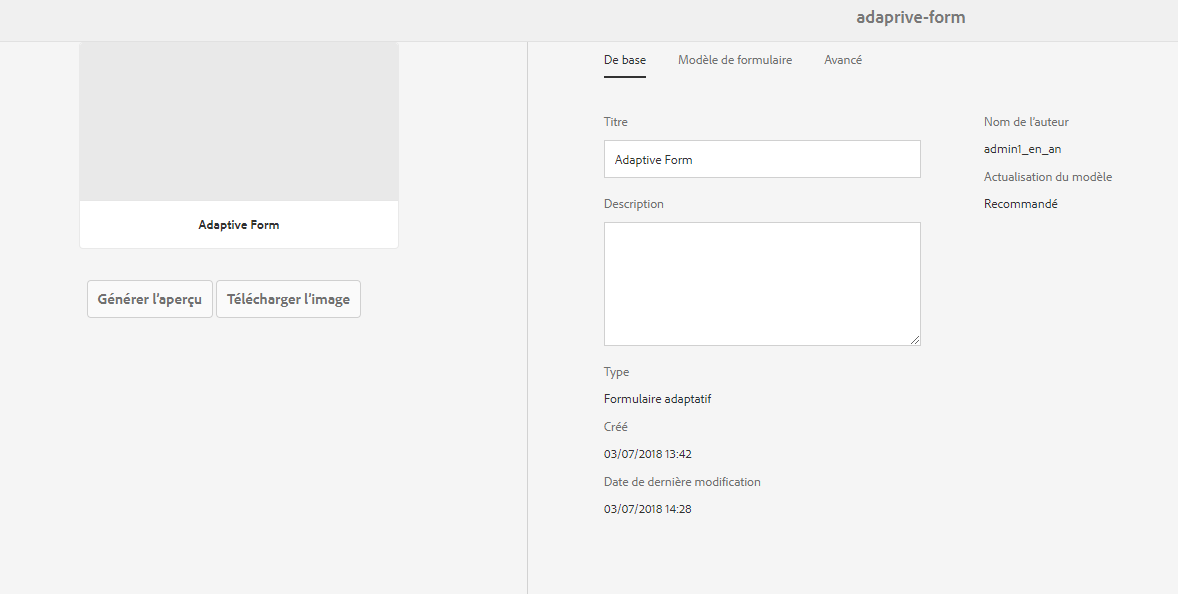 adaprive-form
Adaptive Form
Générer l'aperçu
Télécharger l'image
De base
Modèle de formulaire
Avancé
Titre
Adaptive Form
Description
Type
Formulaire adaptatif
Créé
03/07/2018 13:42
Date de dernière modification
03/07/2018 14:28
Nom de l'auteur
admin1_en_an
Actualisation du modèle
Recommandé